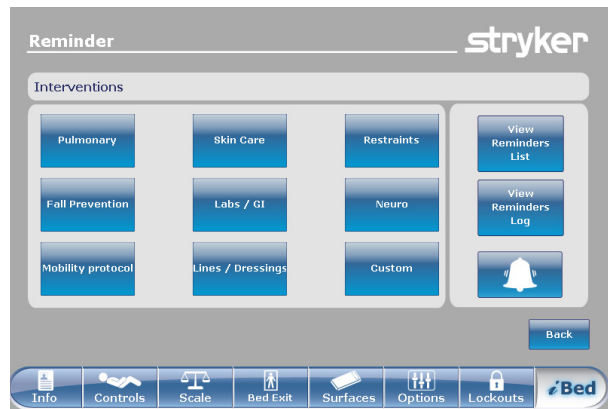 Reminder
stryker
Interventions
Pulmonary
Skin Care
Restraints
View
Reminders
List
Fall Prevention
Labs / GI
Neuro
View
Reminders
Log
Mobility protocol
Lines / Dressings
Custom
Back
Info
Controls
Scale
Bed Exit
Surfaces
Options
Lockouts
iBed